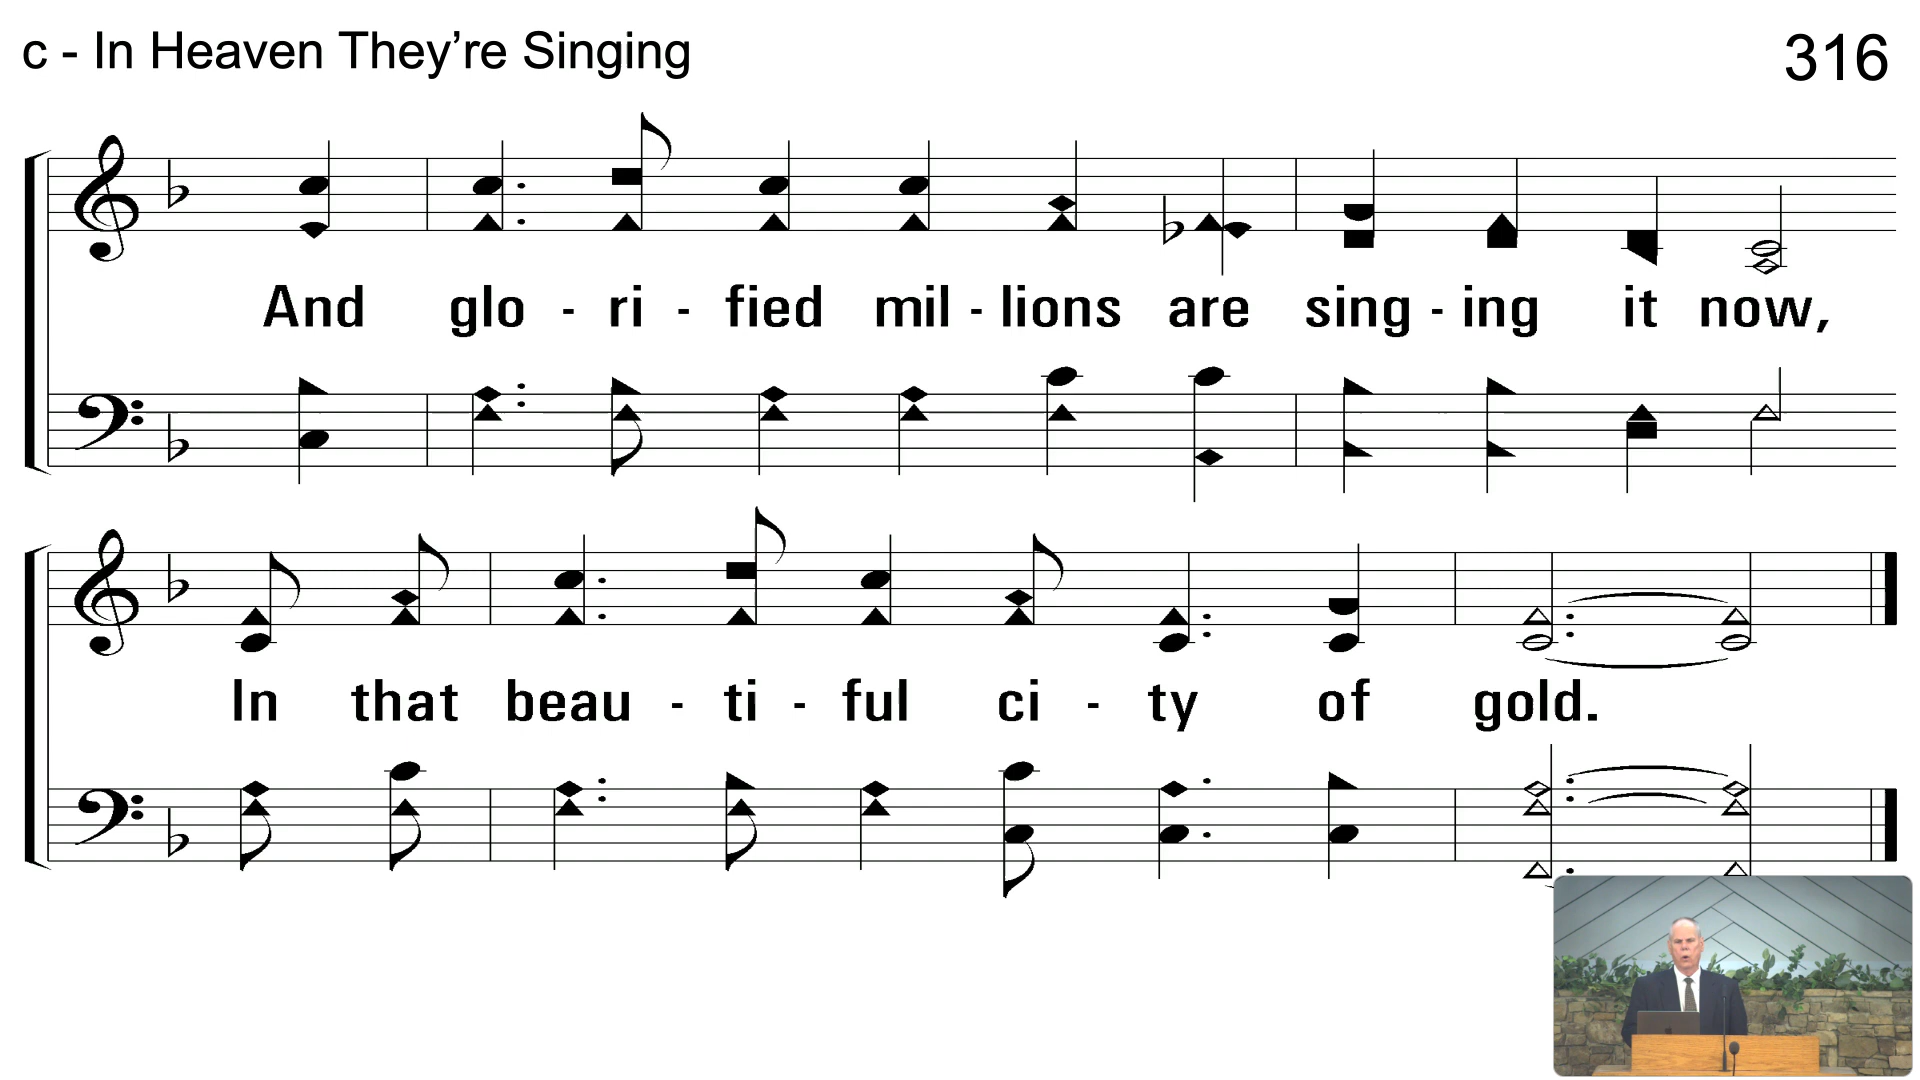 c - In Heaven They’re Singing
316
And glo - ri - fied mil - lions are sing - ing it now,
In that beau - ti - ful ci - ty of gold.